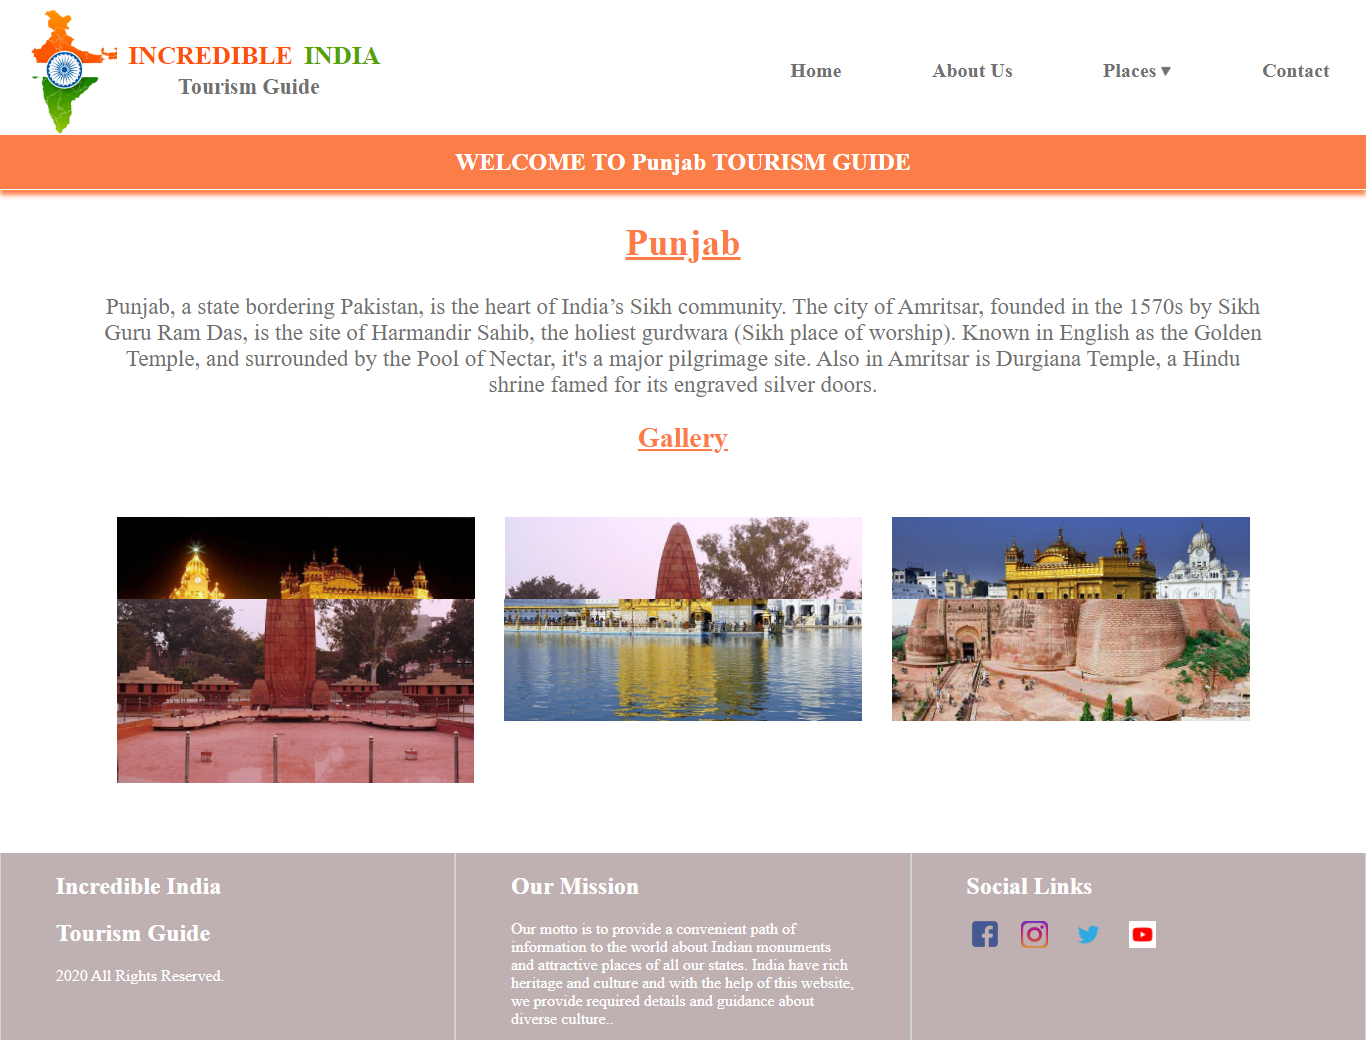 INCREDIBLE INDIA
Tourism Guide
Home About Us Places ▾ Contact
WELCOME TO Punjab TOURISM GUIDE
Punjab
Punjab, a state bordering Pakistan, is the heart of India’s Sikh community. The city of Amritsar, founded in the 1570s by Sikh
Guru Ram Das, is the site of Harmandir Sahib, the holiest gurdwara (Sikh place of worship). Known in English as the Golden
Temple, and surrounded by the Pool of Nectar, it's a major pilgrimage site. Also in Amritsar is Durgiana Temple, a Hindu
shrine famed for its engraved silver doors.
Gallery
Incredible India
Tourism Guide
2020 All Rights Reserved.
Our Mission
Our motto is to provide a convenient path of
information to the world about Indian monuments
and attractive places of all our states. India have rich
heritage and culture and with the help of this website,
we provide required details and guidance about
diverse culture..
Social Links